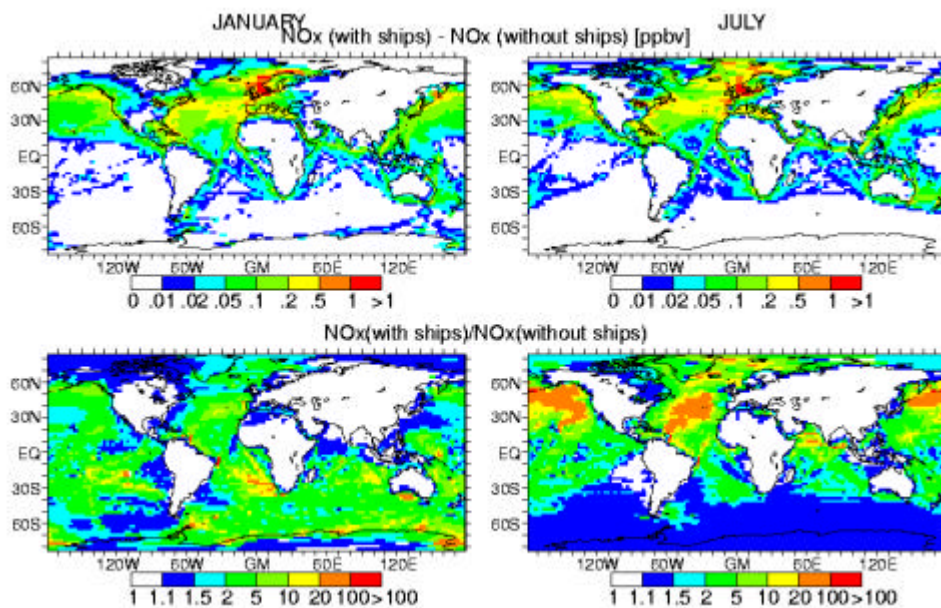 JANUARY JULY
NOx (with ships) - NOx (without ships) [ppbv]
60N 60N
30N 30N
EQ EQ
30S 30S
60S 60S
120W 60W GM 60E 120E 120W 60W GM 60E 120E
0 .01 .02 .05 .1 .2 .5 1 >1 0 .01 .02 .05 .1 .2 .5 1 >1
NOx(with ships)/NOx(without ships)
60N 60N
30N 30N
EQ EQ
30S 30S
60S 60S
120W 60W GM 60E 120E 120W 60W GM 60E 120E
1 1.1 1.5 2 5 10 20 100 >100 1 1.1 1.5 2 5 10 20 100 >100